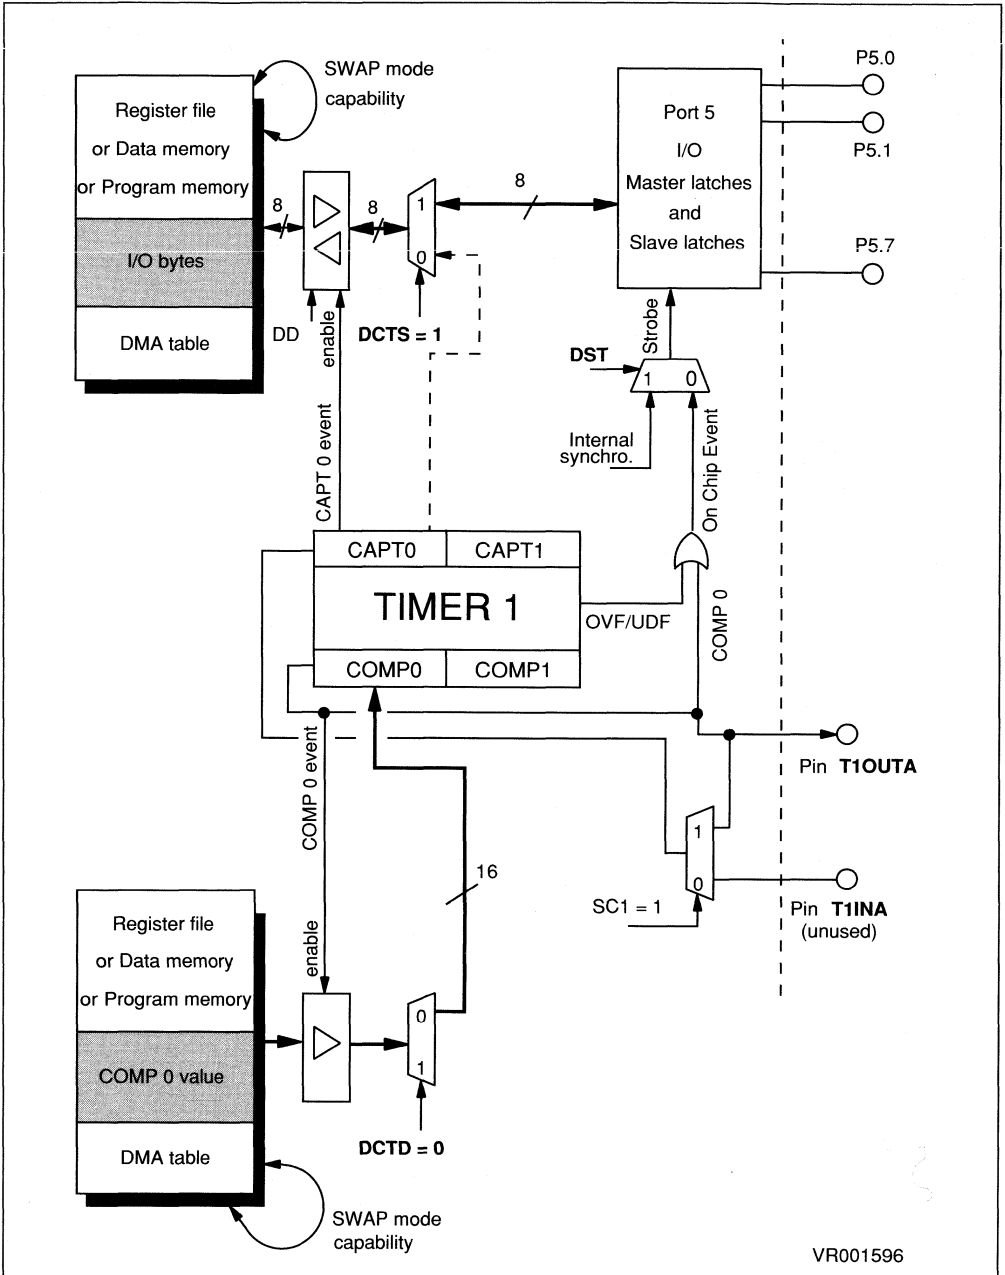 SWAP mode
capability
Register file
or Data memory
or Program memory
I/O bytes
DMA table
8
8
1
0
8
DD
enable
DCTS = 1
CAPT 0 event
Port 5
I/O
Master latches
and
Slave latches
P5.0
P5.1
P5.7
Strobe
DST
1 0
Internal
synchro.
On Chip Event
CAPT0 CAPT1
TIMER 1
COMP0 COMP1
OVF/UDF
COMP 0
COMP 0 event
enable
Pin T1OUTA
1
0
SC1 = 1
Pin T1INA
(unused)
16
Register file
or Data memory
or Program memory
COMP 0 value
DMA table
0
1
DCTD = 0
SWAP mode
capability
VR001596